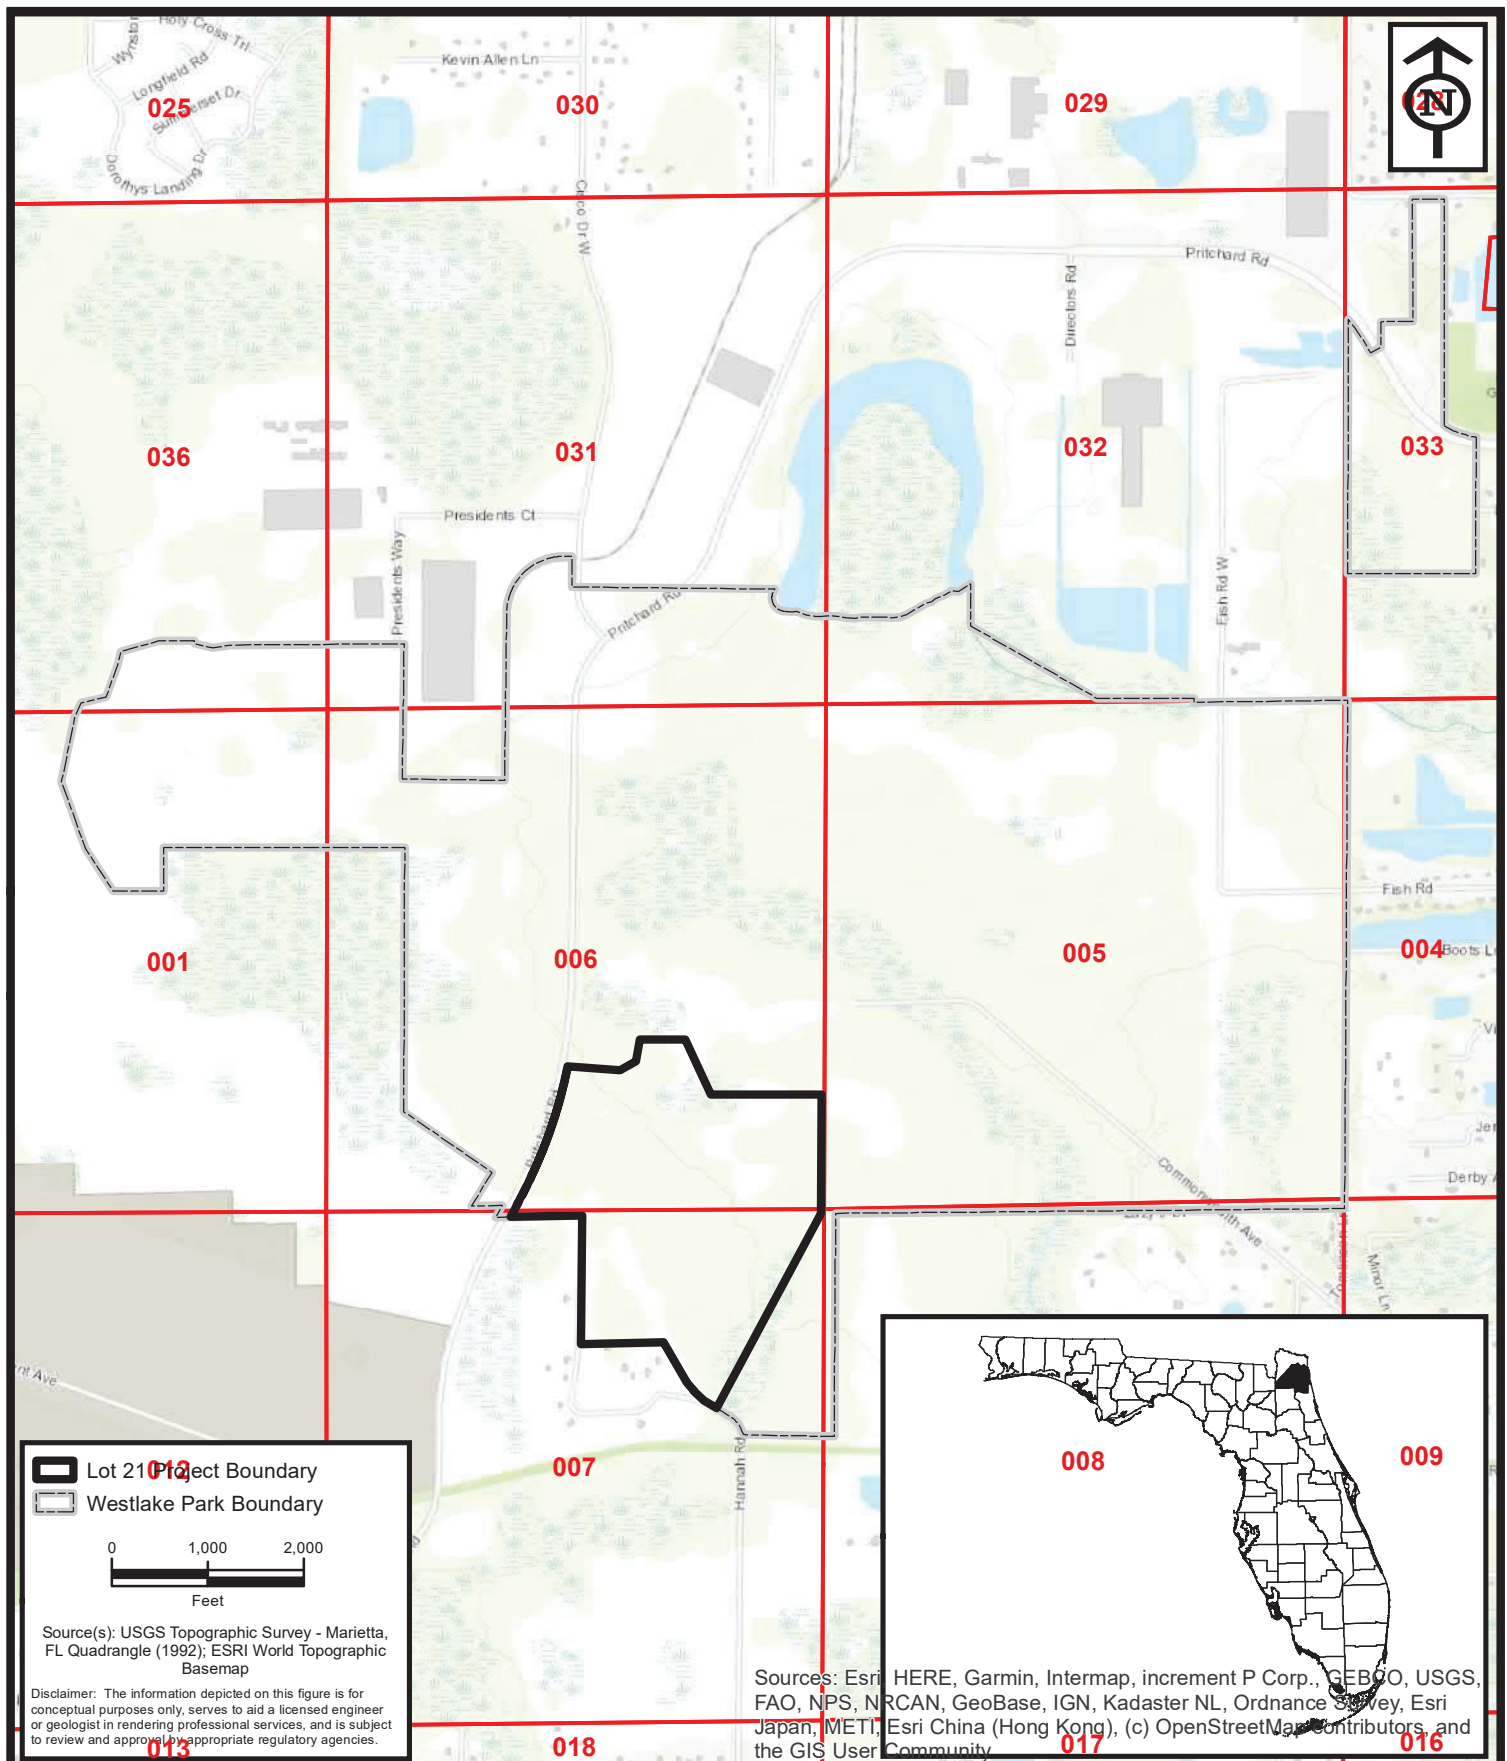 Holy Cross Trl
Kevin Allen Ln
Longfield Rd
025
030
029
028
N
Somerset Dr
Dorothys Landing Dr
Cisco Dr W
Pritchard Rd
Directors Rd
036
031
032
033
Presidents Ct
Presidents Way
Fish Rd W
Pritchard Rd
Fish Rd
001
006
005
004
Pritchard Rd
Derby
Commonwealth Ave
Minor Ln
Lot 21 Project Boundary
012
Westlake Park Boundary
007
008
009
Hannah Rd
0 1,000 2,000
Feet
Source(s): USGS Topographic Survey - Marietta,
FL Quadrangle (1992); ESRI World Topographic
Basemap
Disclaimer: The information depicted on this figure is for
conceptual purposes only, serves to aid a licensed engineer
or geologist in rendering professional services, and is subject
to review and approval by appropriate regulatory agencies.
Sources: Esri, HERE, Garmin, Intermap, increment P Corp., GEBCO, USGS,
FAO, NPS, NRCAN, GeoBase, IGN, Kadaster NL, Ordnance Survey, Esri
Japan, METI, Esri China (Hong Kong), (c) OpenStreetMap contributors, and
the GIS User Community
013
018
017
016